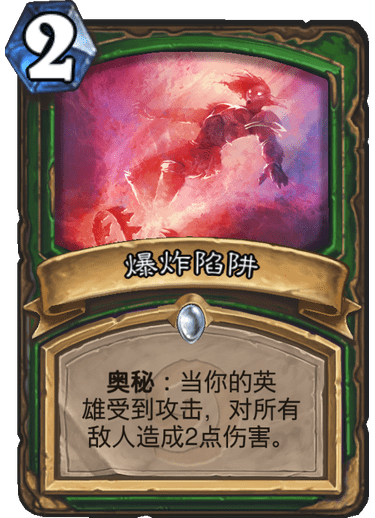 2
爆炸陷阱
奥秘：当你的英
雄受到攻击，对所有
敌人造成2点伤害。